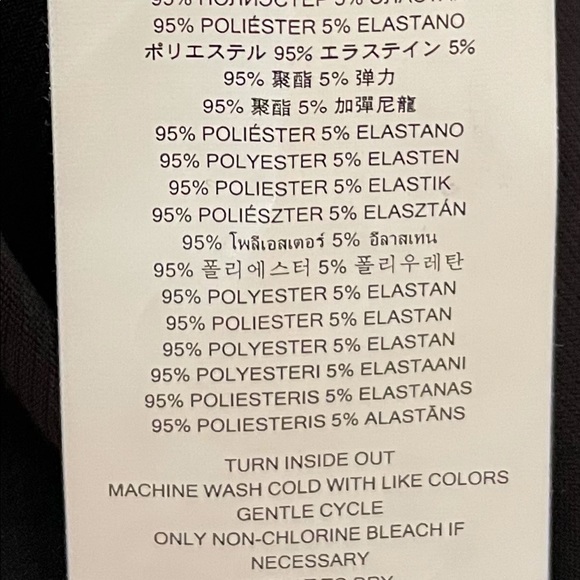 95% ПОЛИЭСТЕР 5%
95% POLIÉSTER 5% ELASTANO
ポリエステル 95% エラステイン 5%
95% 聚酯 5% 弹力
95% 聚酯 5% 加彈尼龍
95% POLIÉSTER 5% ELASTANO
95% POLYESTER 5% ELASTEN
95% POLIESTER 5% ELASTIK
95% POLIÉSZTER 5% ELASZTÁN
95% โพลีเอสเตอร์ 5% อีลาสเทน
95% 폴리에스터 5% 폴리우레탄
95% POLYESTER 5% ELASTAN
95% POLIESTER 5% ELASTAN
95% POLYESTER 5% ELASTAN
95% POLYESTERI 5% ELASTAANI
95% POLIESTERIS 5% ELASTANAS
95% POLIESTERIS 5% ALASTĀNS
TURN INSIDE OUT
MACHINE WASH COLD WITH LIKE COLORS
GENTLE CYCLE
ONLY NON-CHLORINE BLEACH IF
NECESSARY
TO DRY